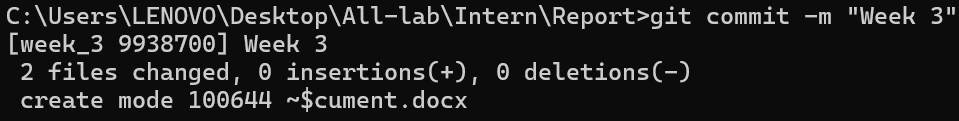 C:\Users\LENOVO\Desktop\All-lab\Intern\Report>git commit -m "Week 3"
[week_3 9938700] Week 3
 2 files changed, 0 insertions(+), 0 deletions(-)
 create mode 100644 ~$cument.docx